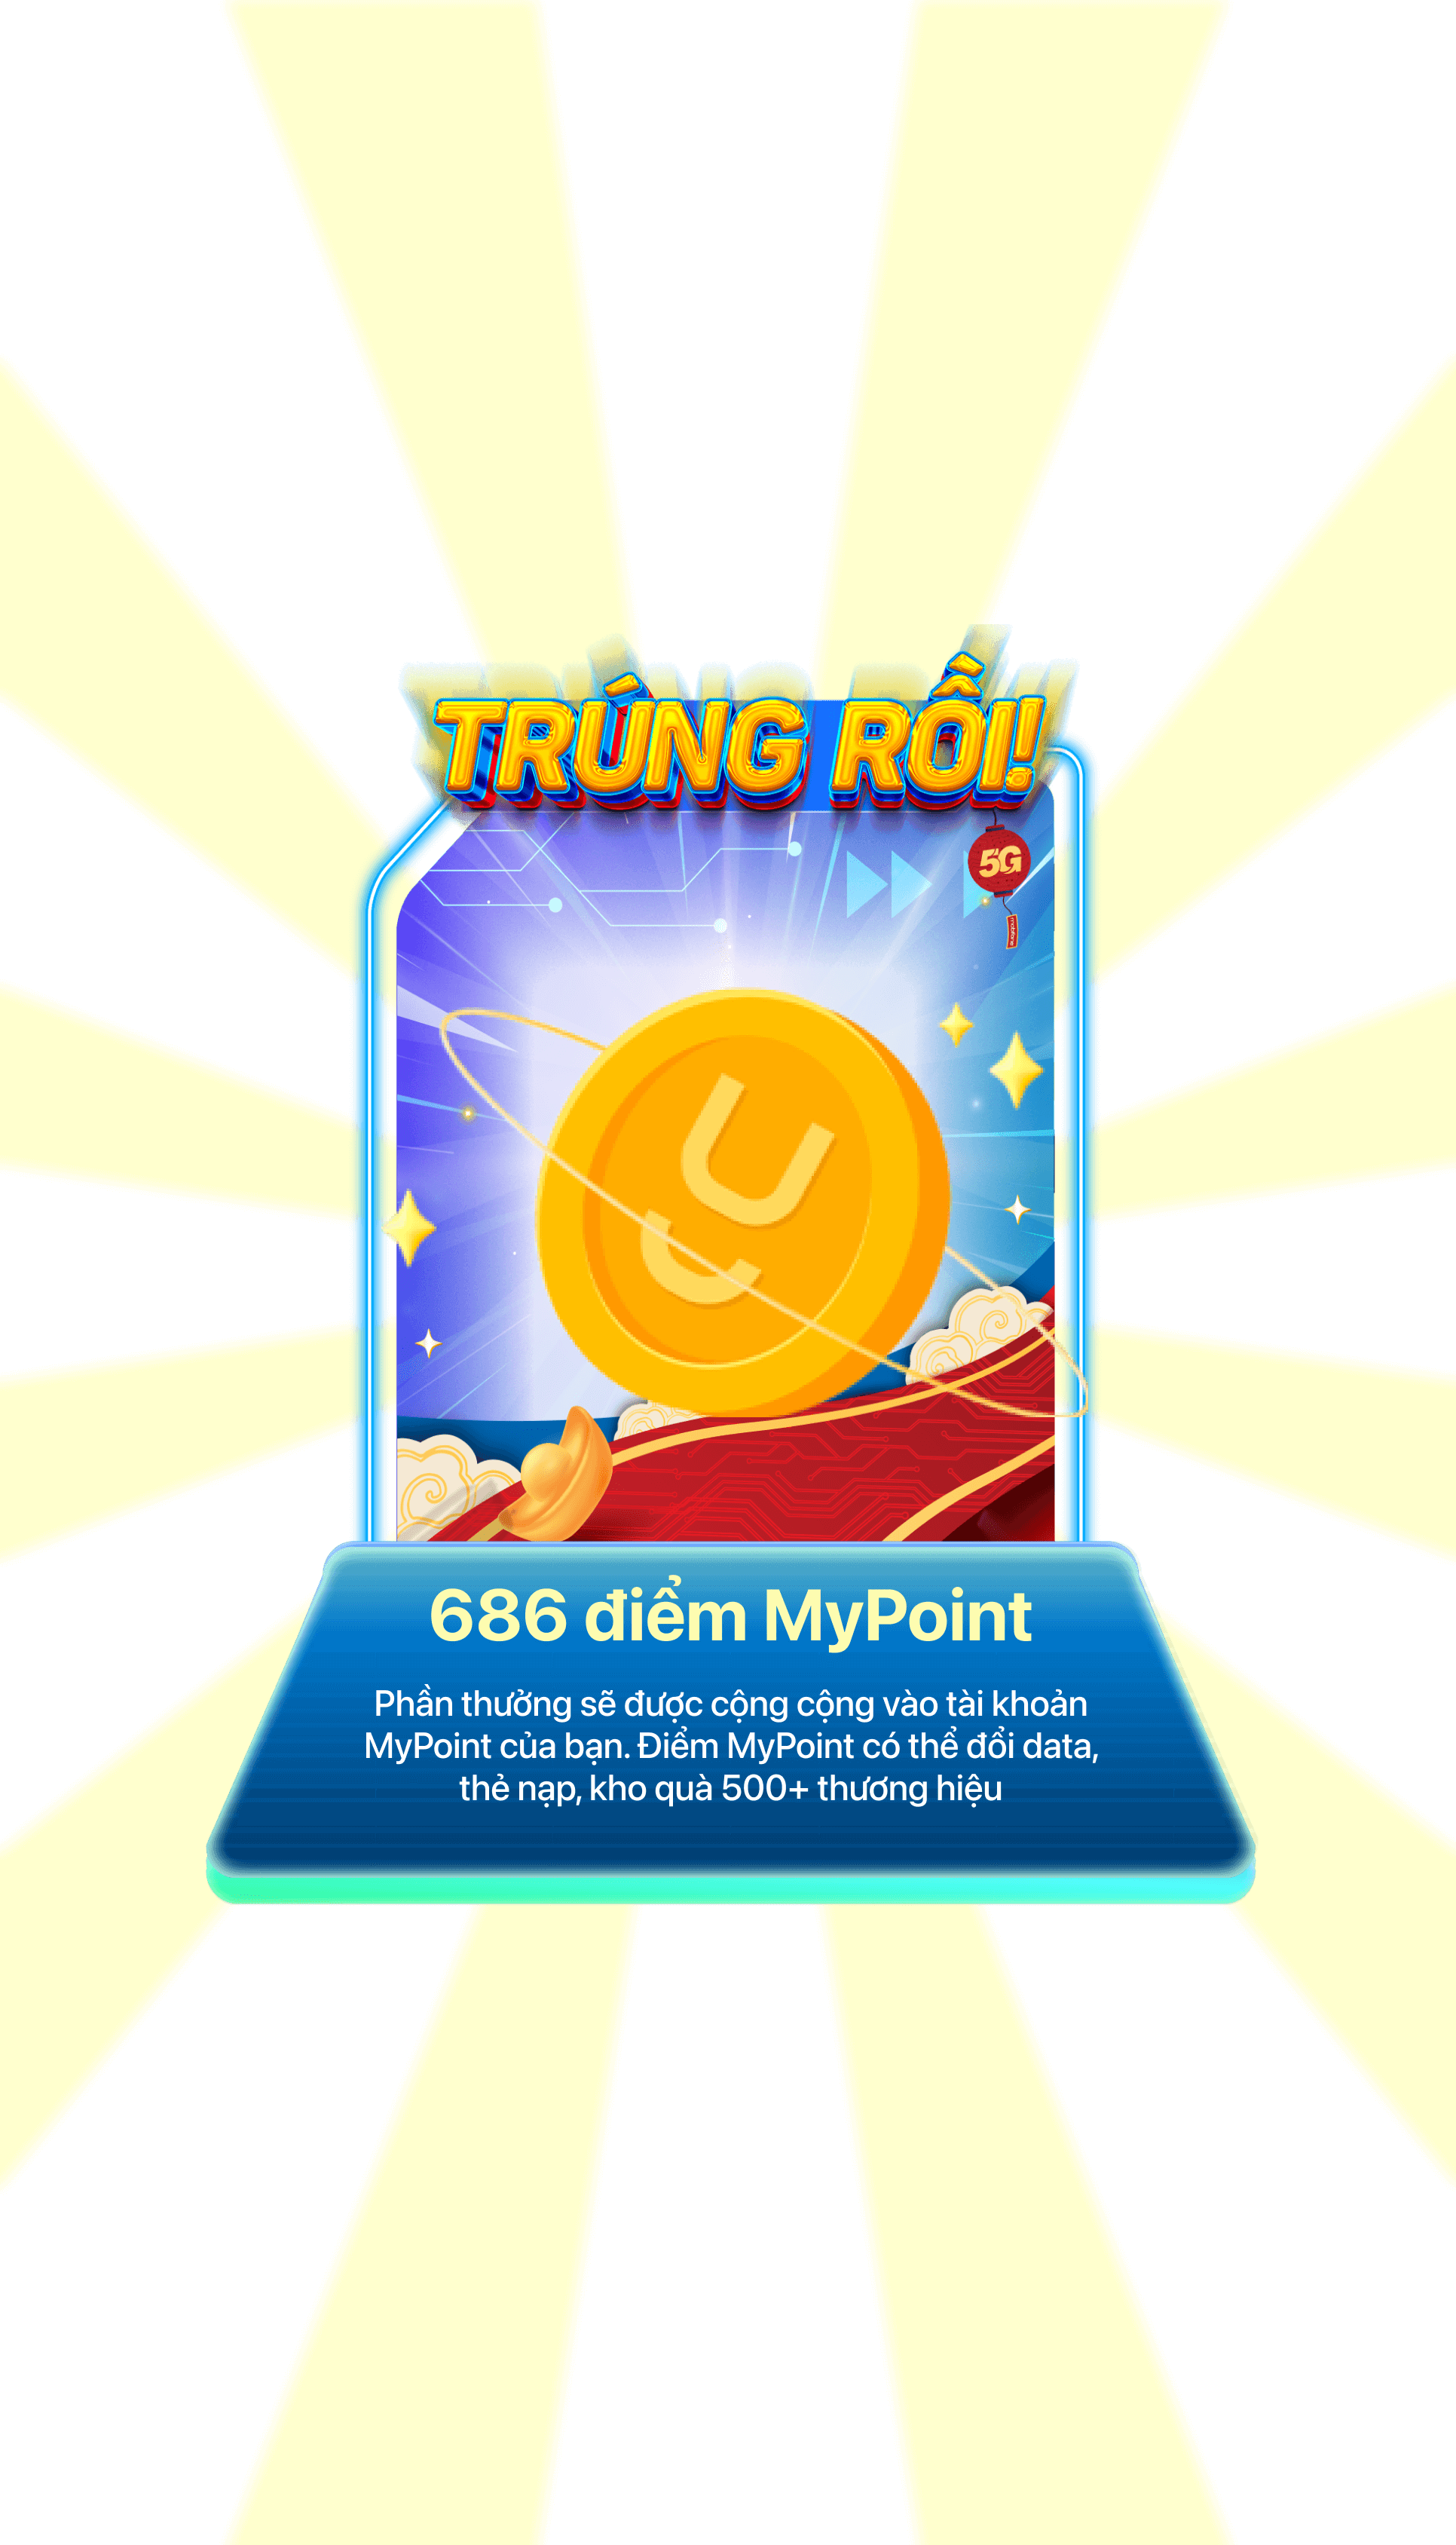 TRÚNG RỒI!
5G
mobifone
686 điểm MyPoint
Phần thưởng sẽ được cộng cộng vào tài khoản
MyPoint của bạn. Điểm MyPoint có thể đổi data,
thẻ nạp, kho quà 500+ thương hiệu